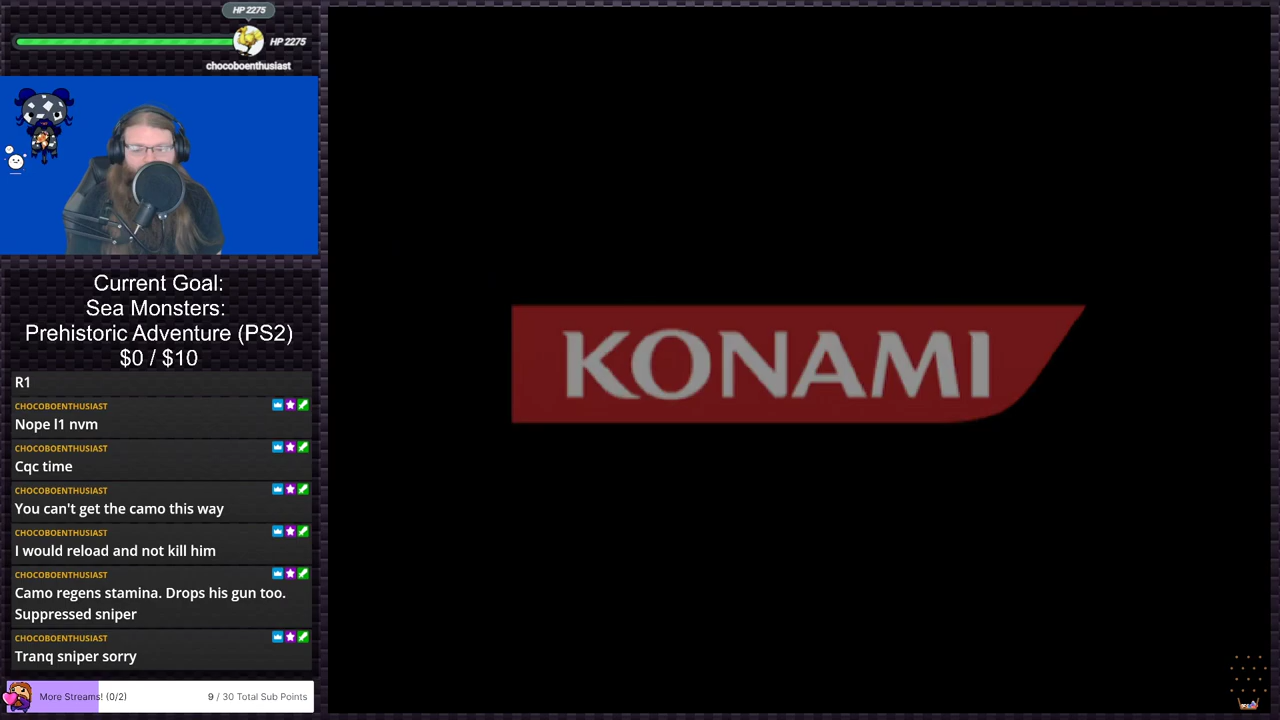 HP 2275
HP 2275
chocoboenthusiast
Current Goal:
Sea Monsters:
Prehistoric Adventure (PS2)
$0 / $10
R1
CHOCOBOENTHUSIAST
Nope l1 nvm
CHOCOBOENTHUSIAST
Cqc time
CHOCOBOENTHUSIAST
You can't get the camo this way
CHOCOBOENTHUSIAST
I would reload and not kill him
CHOCOBOENTHUSIAST
Camo regens stamina. Drops his gun too.
Suppressed sniper
CHOCOBOENTHUSIAST
Tranq sniper sorry
More Streams! (0/2)
9 / 30 Total Sub Points
KONAMI